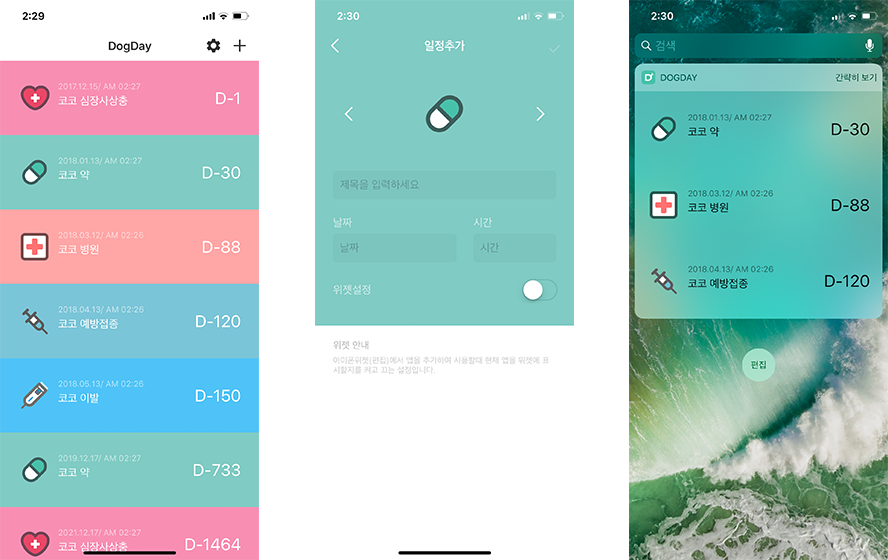 2:29
DogDay
2017.12.15/ AM 02:27
코코 심장사상충
D-1
2018.01.13/ AM 02:27
코코 약
D-30
2018.03.12/ AM 02:26
코코 병원
D-88
2018.04.13/ AM 02:26
코코 예방접종
D-120
2018.05.13/ AM 02:26
코코 이발
D-150
2019.12.17/ AM 02:27
코코 약
D-733
2021.12.17/ AM 02:27
코코 심장사상충
D-1464
2:30
일정추가
제목을 입력하세요
날짜
시간
날짜
시간
위젯설정
위젯 안내
아이폰위젯(편집)에서 앱을 추가하여 사용할때 현재 앱을 위젯에 표
시할지를 켜고 끄는 설정입니다.
2:30
검색
DOGDAY
간략히 보기
2018.01.13/ AM 02:27
코코 약
D-30
2018.03.12/ AM 02:26
코코 병원
D-88
2018.04.13/ AM 02:26
코코 예방접종
D-120
편집